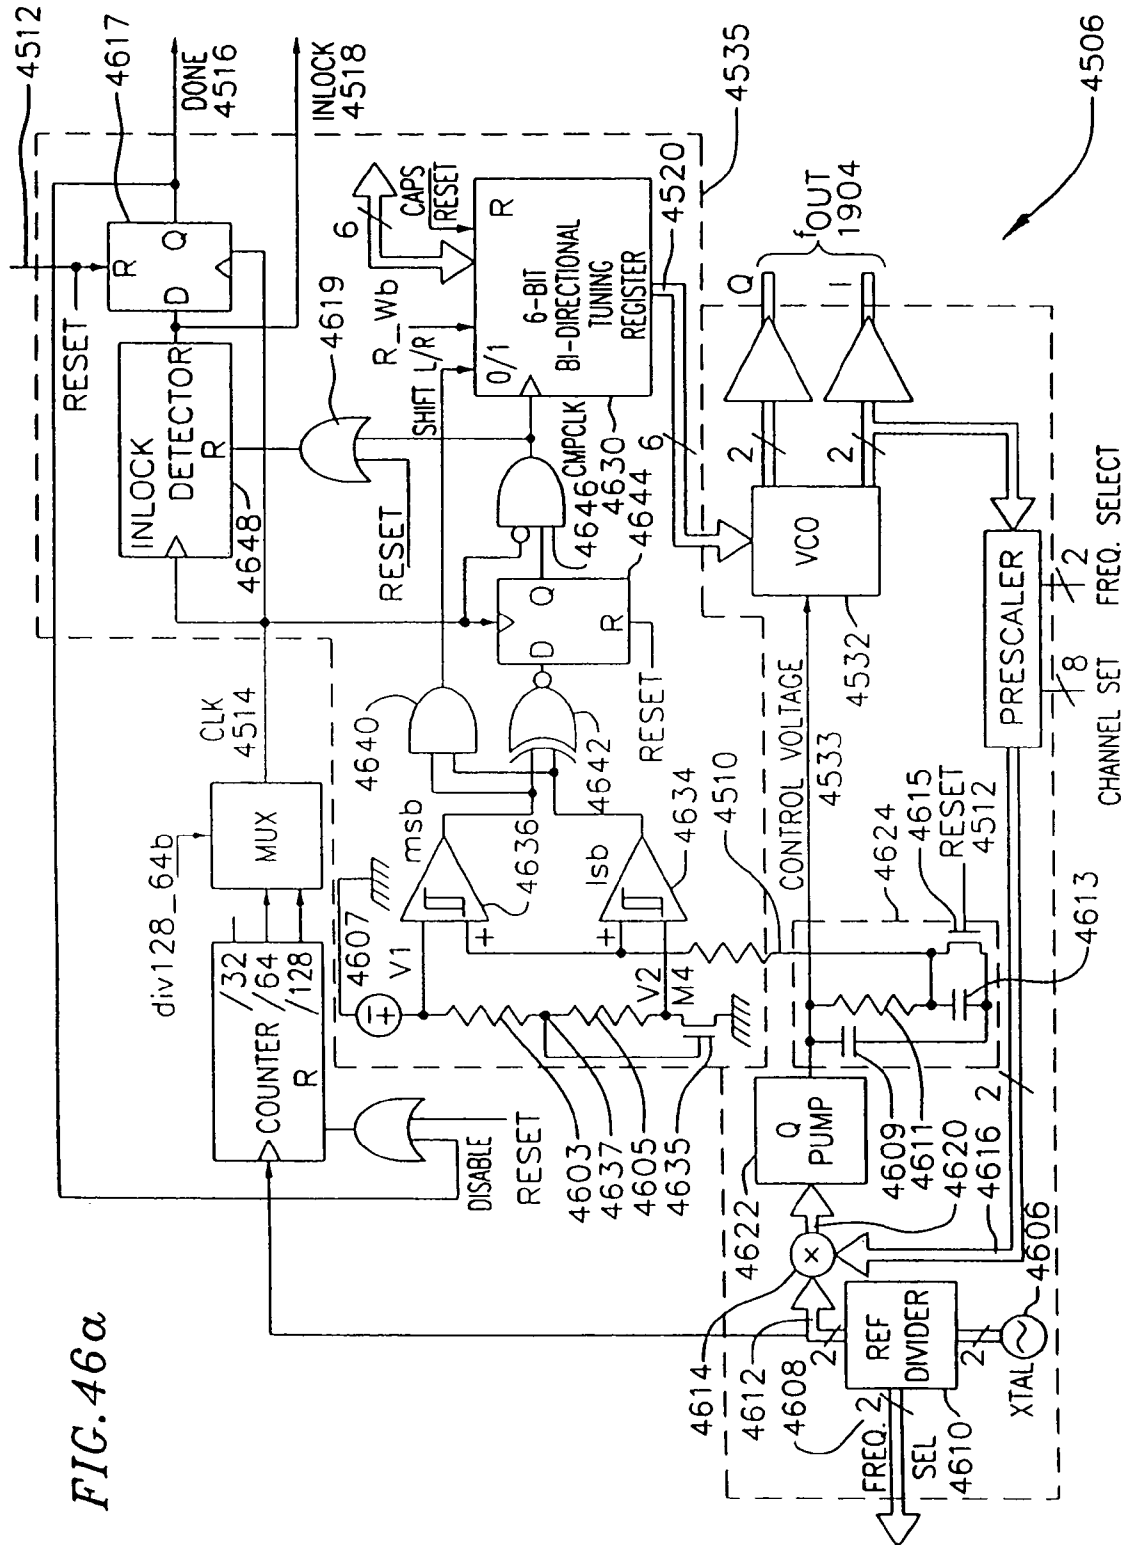 FIG. 46a
4512
4617
DONE
4516
INLOCK
4518
4535
RESET
R
D
Q
INLOCK
DETECTOR
R
4648
4619
RESET
R_Wb
SHIFT L/R
6
CAPS
RESET
0/1
R
6-BIT
BI-DIRECTIONAL
TUNING
REGISTER
4520
CMPCLK
4646
4630
4644
6
CLK
4514
MUX
div128_64b
/32
/64
/128
COUNTER
R
DISABLE
RESET
4640
4642
D
Q
R
RESET
msb
4636
lsb
4634
4510
+
+
4607
V1
V2
M4
4603
4637
4605
4635
Q
I
fOUT
1904
4506
2
2
VCO
4532
CONTROL VOLTAGE
4533
4624
4615
RESET
4512
4613
PRESCALER
2
FREQ. SELECT
8
CHANNEL SET
Q
PUMP
4622
4609
4611
4620
4616
2
4614
4612
4608
x
2
REF
DIVIDER
2
FREQ.
SEL
2
4610
XTAL
4606